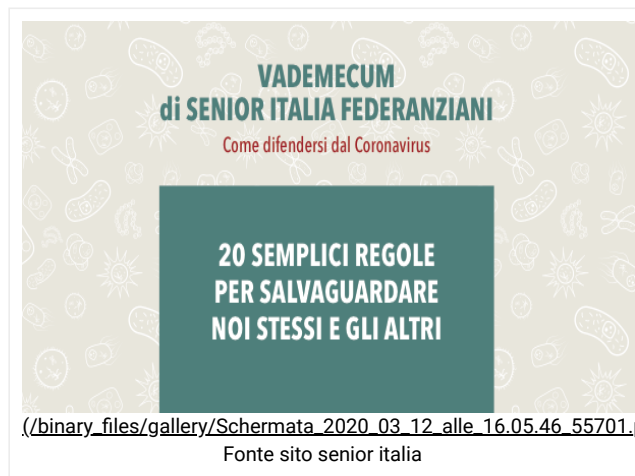 VADEMECUM
di SENIOR ITALIA FEDERANZIANI
Come difendersi dal Coronavirus
20 SEMPLICI REGOLE
PER SALVAGUARDARE
NOI STESSI E GLI ALTRI
(/binary_files/gallery/Schermata_2020_03_12_alle_16.05.46_55701.
Fonte sito senior italia